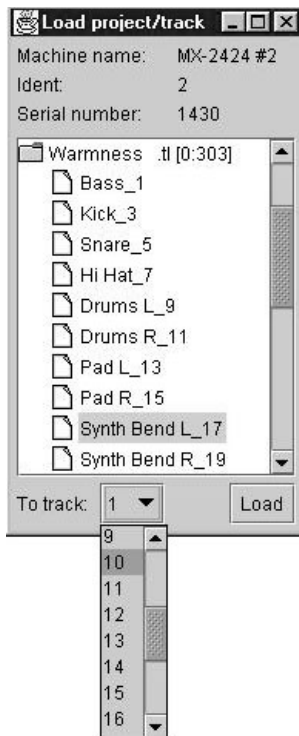 Load project/track
Machine name: MX-2424 #2
Ident: 2
Serial number: 1430
Warmness .tl [0:303]
Bass_1
Kick_3
Snare_5
Hi Hat_7
Drums L_9
Drums R_11
Pad L_13
Pad R_15
Synth Bend L_17
Synth Bend R_19
To track: 1 Load
9
10
11
12
13
14
15
16